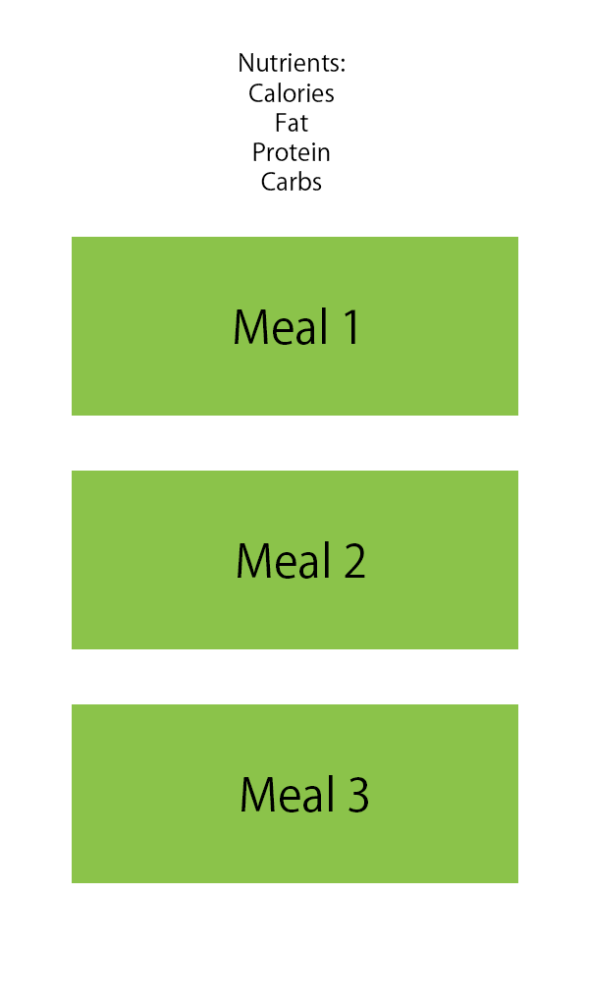 Nutrients:
Calories
Fat
Protein
Carbs
Meal 1
Meal 2
Meal 3